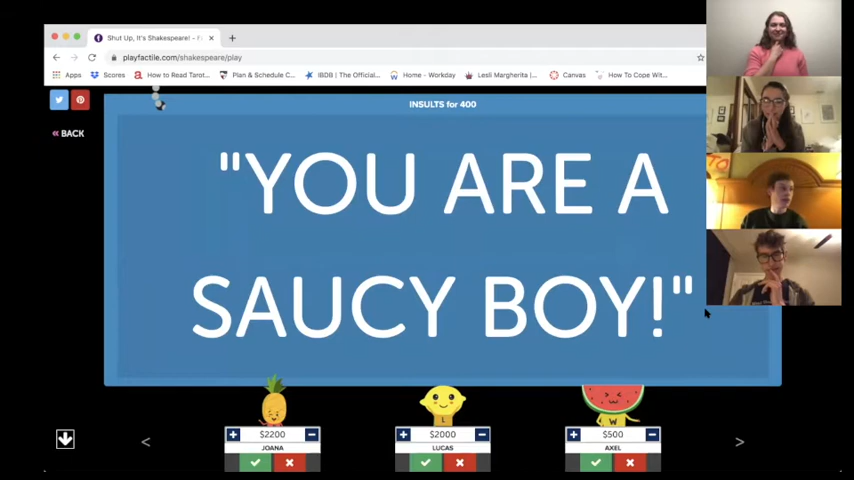 Shut Up, It's Shakespeare! - F
playfactile.com/shakespeare/play
Apps Scores How to Read Tarot... Plan & Schedule C... IBDB | The Official... Home - Workday Lesli Margherita |... Canvas How To Cope Wit...
INSULTS for 400
BACK
"YOU ARE A
SAUCY BOY!"
TO
L
W
$2200 $2000 $500
JOANA LUCAS AXEL